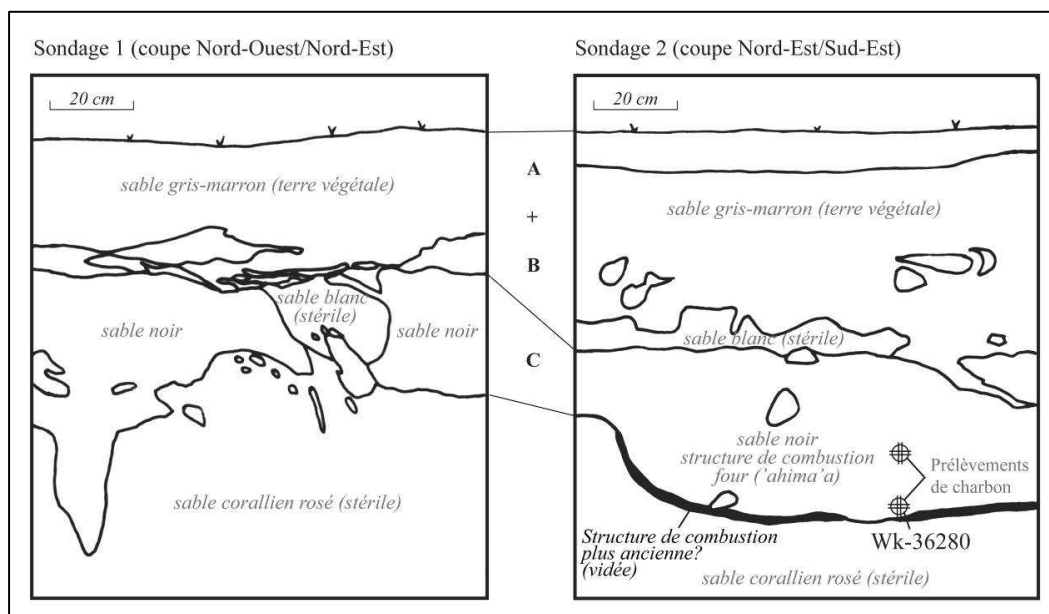 Sondage 1 (coupe Nord-Ouest/Nord-Est)
20 cm
sable gris-marron (terre végétale)
sable blanc
(stérile)
sable noir
sable noir
sable corallien rosé (stérile)
A
+
B
C
Sondage 2 (coupe Nord-Est/Sud-Est)
20 cm
sable gris-marron (terre végétale)
sable blanc (stérile)
sable noir
structure de combustion
four ('ahima'a)
Prélèvements
de charbon
Structure de combustion
plus ancienne?
(vidée)
Wk-36280
sable corallien rosé (stérile)